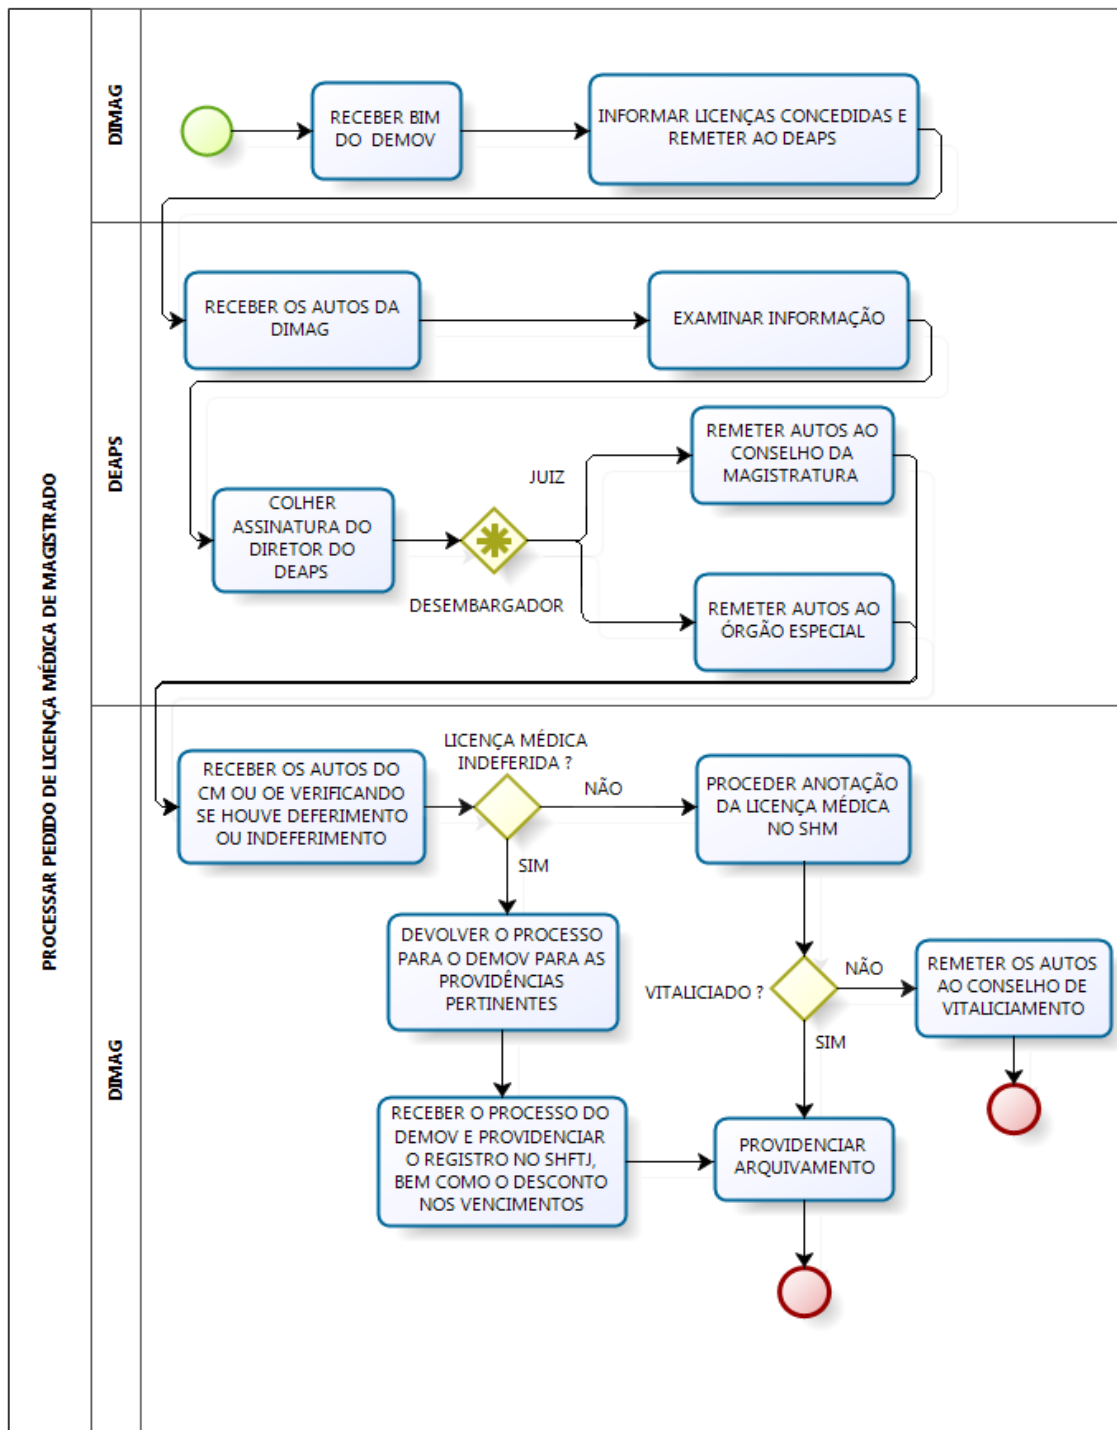 PROCESSAR PEDIDO DE LICENÇA MÉDICA DE MAGISTRADO
DIMAG
RECEBER BIM
DO DEMOV
INFORMAR LICENÇAS CONCEDIDAS E
REMETER AO DEAPS
DEAPS
RECEBER OS AUTOS DA
DIMAG
EXAMINAR INFORMAÇÃO
COLHER
ASSINATURA DO
DIRETOR DO
DEAPS
JUIZ
DESEMBARGADOR
REMETER AUTOS AO
CONSELHO DA
MAGISTRATURA
REMETER AUTOS AO
ÓRGÃO ESPECIAL
DIMAG
RECEBER OS AUTOS DO
CM OU OE VERIFICANDO
SE HOUVE DEFERIMENTO
OU INDEFERIMENTO
LICENÇA MÉDICA
INDEFERIDA ?
NÃO
SIM
PROCEDER ANOTAÇÃO
DA LICENÇA MÉDICA
NO SHM
DEVOLVER O PROCESSO
PARA O DEMOV PARA AS
PROVIDÊNCIAS
PERTINENTES
VITALICIADO ?
NÃO
SIM
REMETER OS AUTOS
AO CONSELHO DE
VITALICIAMENTO
RECEBER O PROCESSO DO
DEMOV E PROVIDENCIAR
O REGISTRO NO SHFTJ,
BEM COMO O DESCONTO
NOS VENCIMENTOS
PROVIDENCIAR
ARQUIVAMENTO